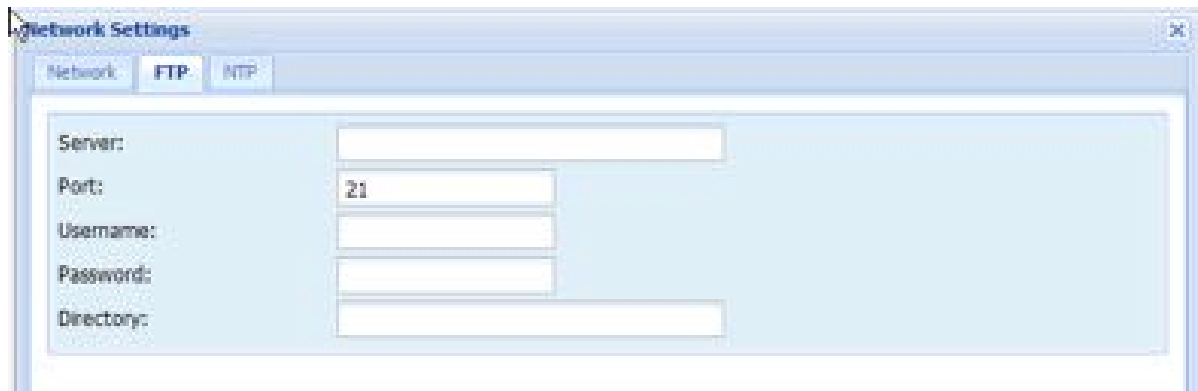 Network Settings
Network FTP NTP
Server:
Port: 21
Username:
Password:
Directory: